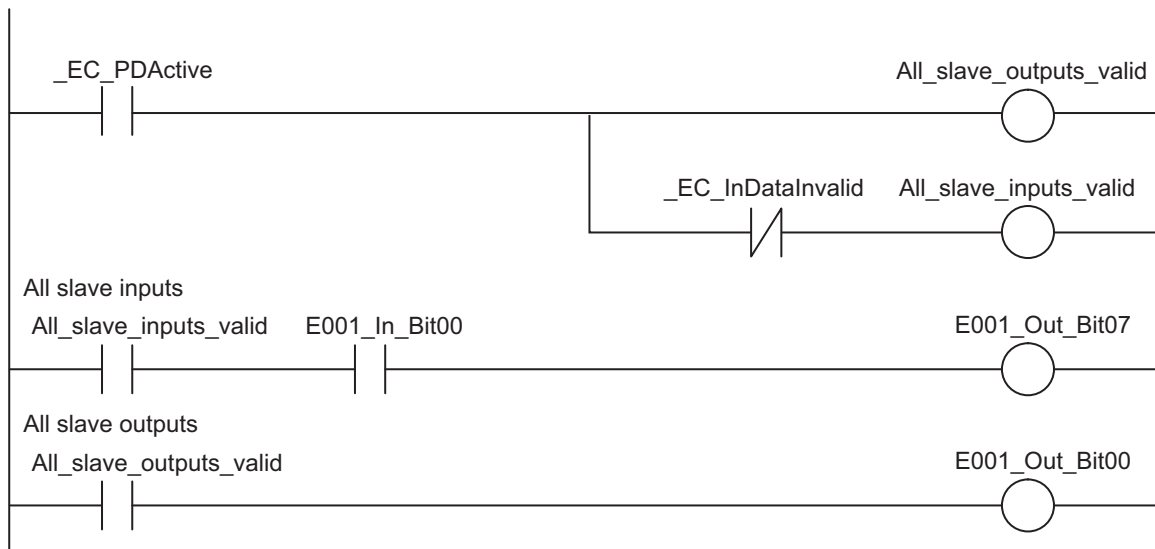 _EC_PDActive All_slave_outputs_valid
_EC_InDataInvalid All_slave_inputs_valid
All slave inputs
All_slave_inputs_valid E001_In_Bit00 E001_Out_Bit07
All slave outputs
All_slave_outputs_valid E001_Out_Bit00